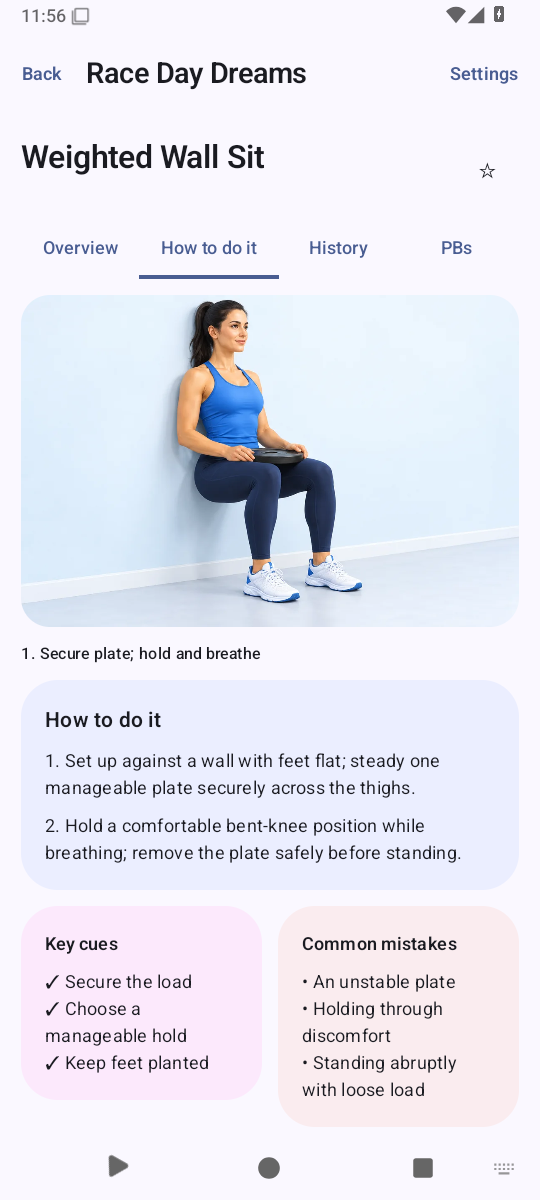 11:56
Back
Race Day Dreams
Settings
Weighted Wall Sit
☆
Overview
How to do it
History
PBs
1. Secure plate; hold and breathe
How to do it
1. Set up against a wall with feet flat; steady one
manageable plate securely across the thighs.
2. Hold a comfortable bent-knee position while
breathing; remove the plate safely before standing.
Key cues
✓ Secure the load
✓ Choose a
manageable hold
✓ Keep feet planted
Common mistakes
• An unstable plate
• Holding through
discomfort
• Standing abruptly
with loose load